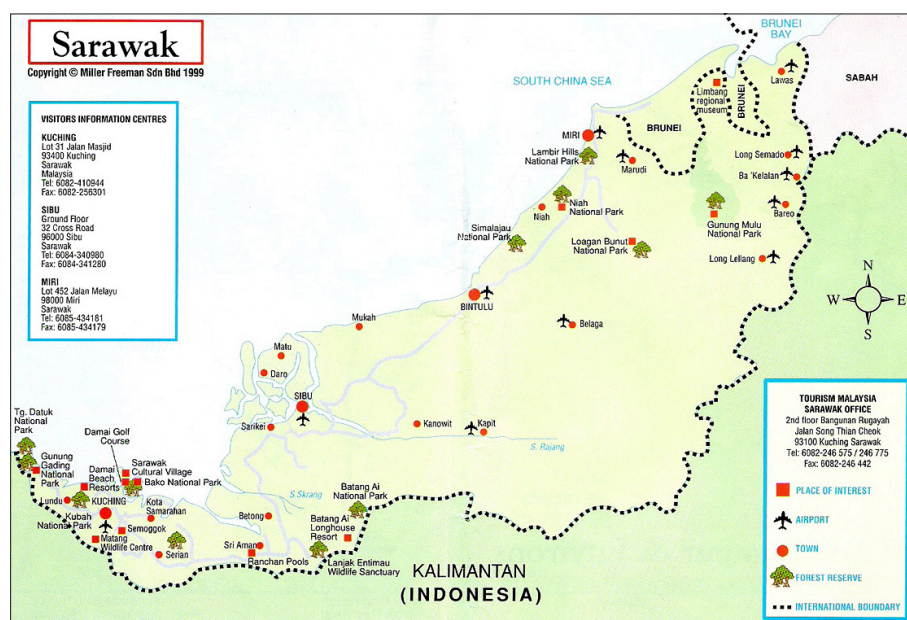 Sarawak
Copyright © Miller Freeman Sdn Bhd 1999
VISITORS INFORMATION CENTRES
KUCHING
Lot 31 Jalan Masjid
93400 Kuching
Sarawak
Malaysia
Tel: 6082-410944
Fax: 6082-256301
SIBU
Ground Floor
32 Cross Road
96000 Sibu
Sarawak
Tel: 6084-340980
Fax: 6084-341280
MIRI
Lot 452 Jalan Melayu
98000 Miri
Sarawak
Tel: 6085-434181
Fax: 6085-434179
SOUTH CHINA SEA
BRUNEI
BAY
SABAH
Lawas
Limbang
regional
museum
BRUNEI
BRUNEI
MIRI
Lambir Hills
National Park
Marudi
Long Semado
Ba 'Kelalan
Bareo
Niah
Niah
National Park
Simalajau
National Park
Loagan Bunut
National Park
Gunung Mulu
National Park
Long Lellang
BINTULU
Belaga
Mukah
Matu
Daro
SIBU
Sarikei
Kanowit
Kapit
S. Rajang
N
W
E
S
Tg. Datuk
National
Park
Gunung
Gading
National
Park
Damai Golf
Course
Damai
Beach
Resorts
Sarawak
Cultural Village
Bako National Park
Lundu
KUCHING
Kubah
National Park
Kota
Samarahan
Semoggok
Matang
Wildlife Centre
Serian
S.Skrang
Betong
Sri Aman
Ranchan Pools
Batang Ai
National Park
Batang Ai
Longhouse
Resort
Lanjak Entimau
Wildlife Sanctuary
KALIMANTAN
(INDONESIA)
TOURISM MALAYSIA
SARAWAK OFFICE
2nd floor Bangunan Rugayah
Jalan Song Thian Cheok
93100 Kuching Sarawak
Tel: 6082-246 575 / 246 775
Fax: 6082-246 442
PLACE OF INTEREST
AIRPORT
TOWN
FOREST RESERVE
INTERNATIONAL BOUNDARY